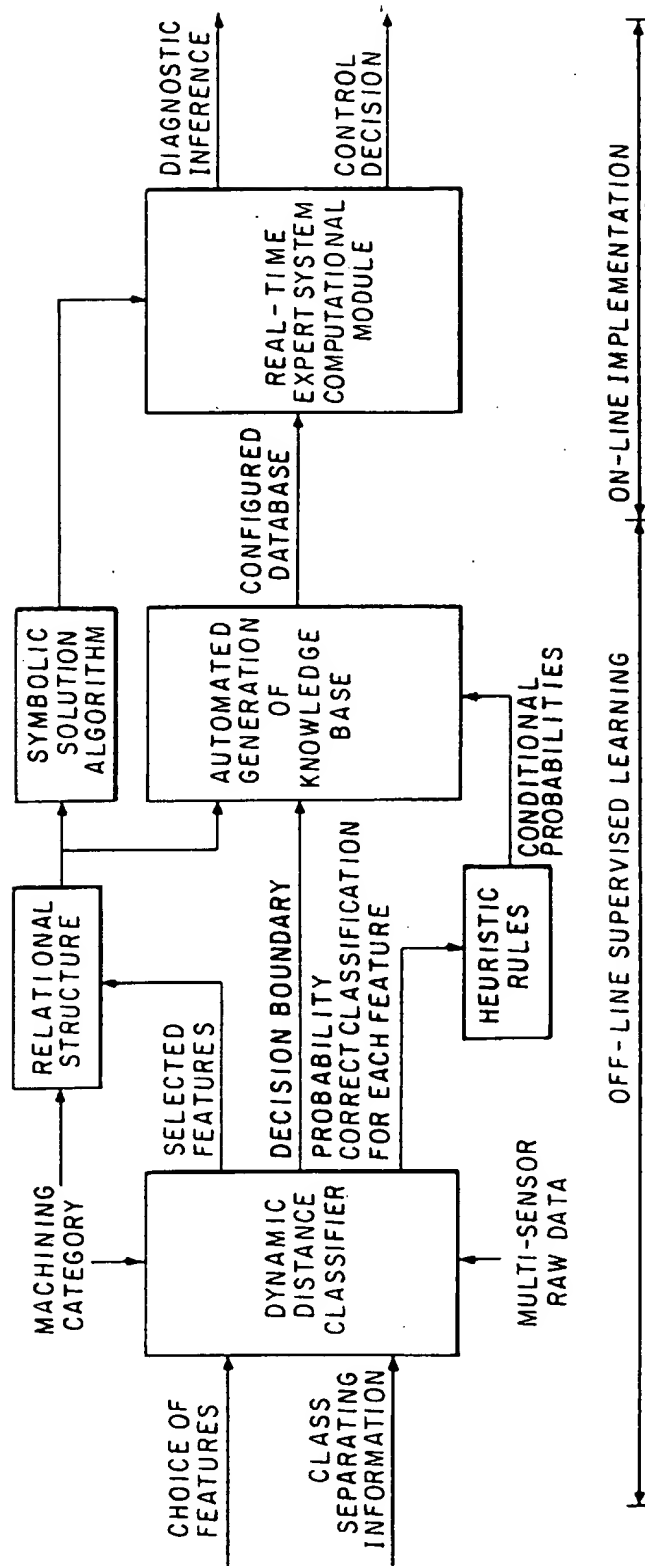 CHOICE OF
FEATURES
CLASS
SEPARATING
INFORMATION
MACHINING
CATEGORY
DYNAMIC
DISTANCE
CLASSIFIER
MULTI-SENSOR
RAW DATA
RELATIONAL
STRUCTURE
SELECTED
FEATURES
DECISION BOUNDARY
PROBABILITY
CORRECT CLASSIFICATION
FOR EACH FEATURE
HEURISTIC
RULES
CONDITIONAL
PROBABILITIES
SYMBOLIC
SOLUTION
ALGORITHM
AUTOMATED
GENERATION
OF
KNOWLEDGE
BASE
CONFIGURED
DATABASE
REAL-TIME
EXPERT SYSTEM
COMPUTATIONAL
MODULE
DIAGNOSTIC
INFERENCE
CONTROL
DECISION
OFF-LINE SUPERVISED LEARNING
ON-LINE IMPLEMENTATION